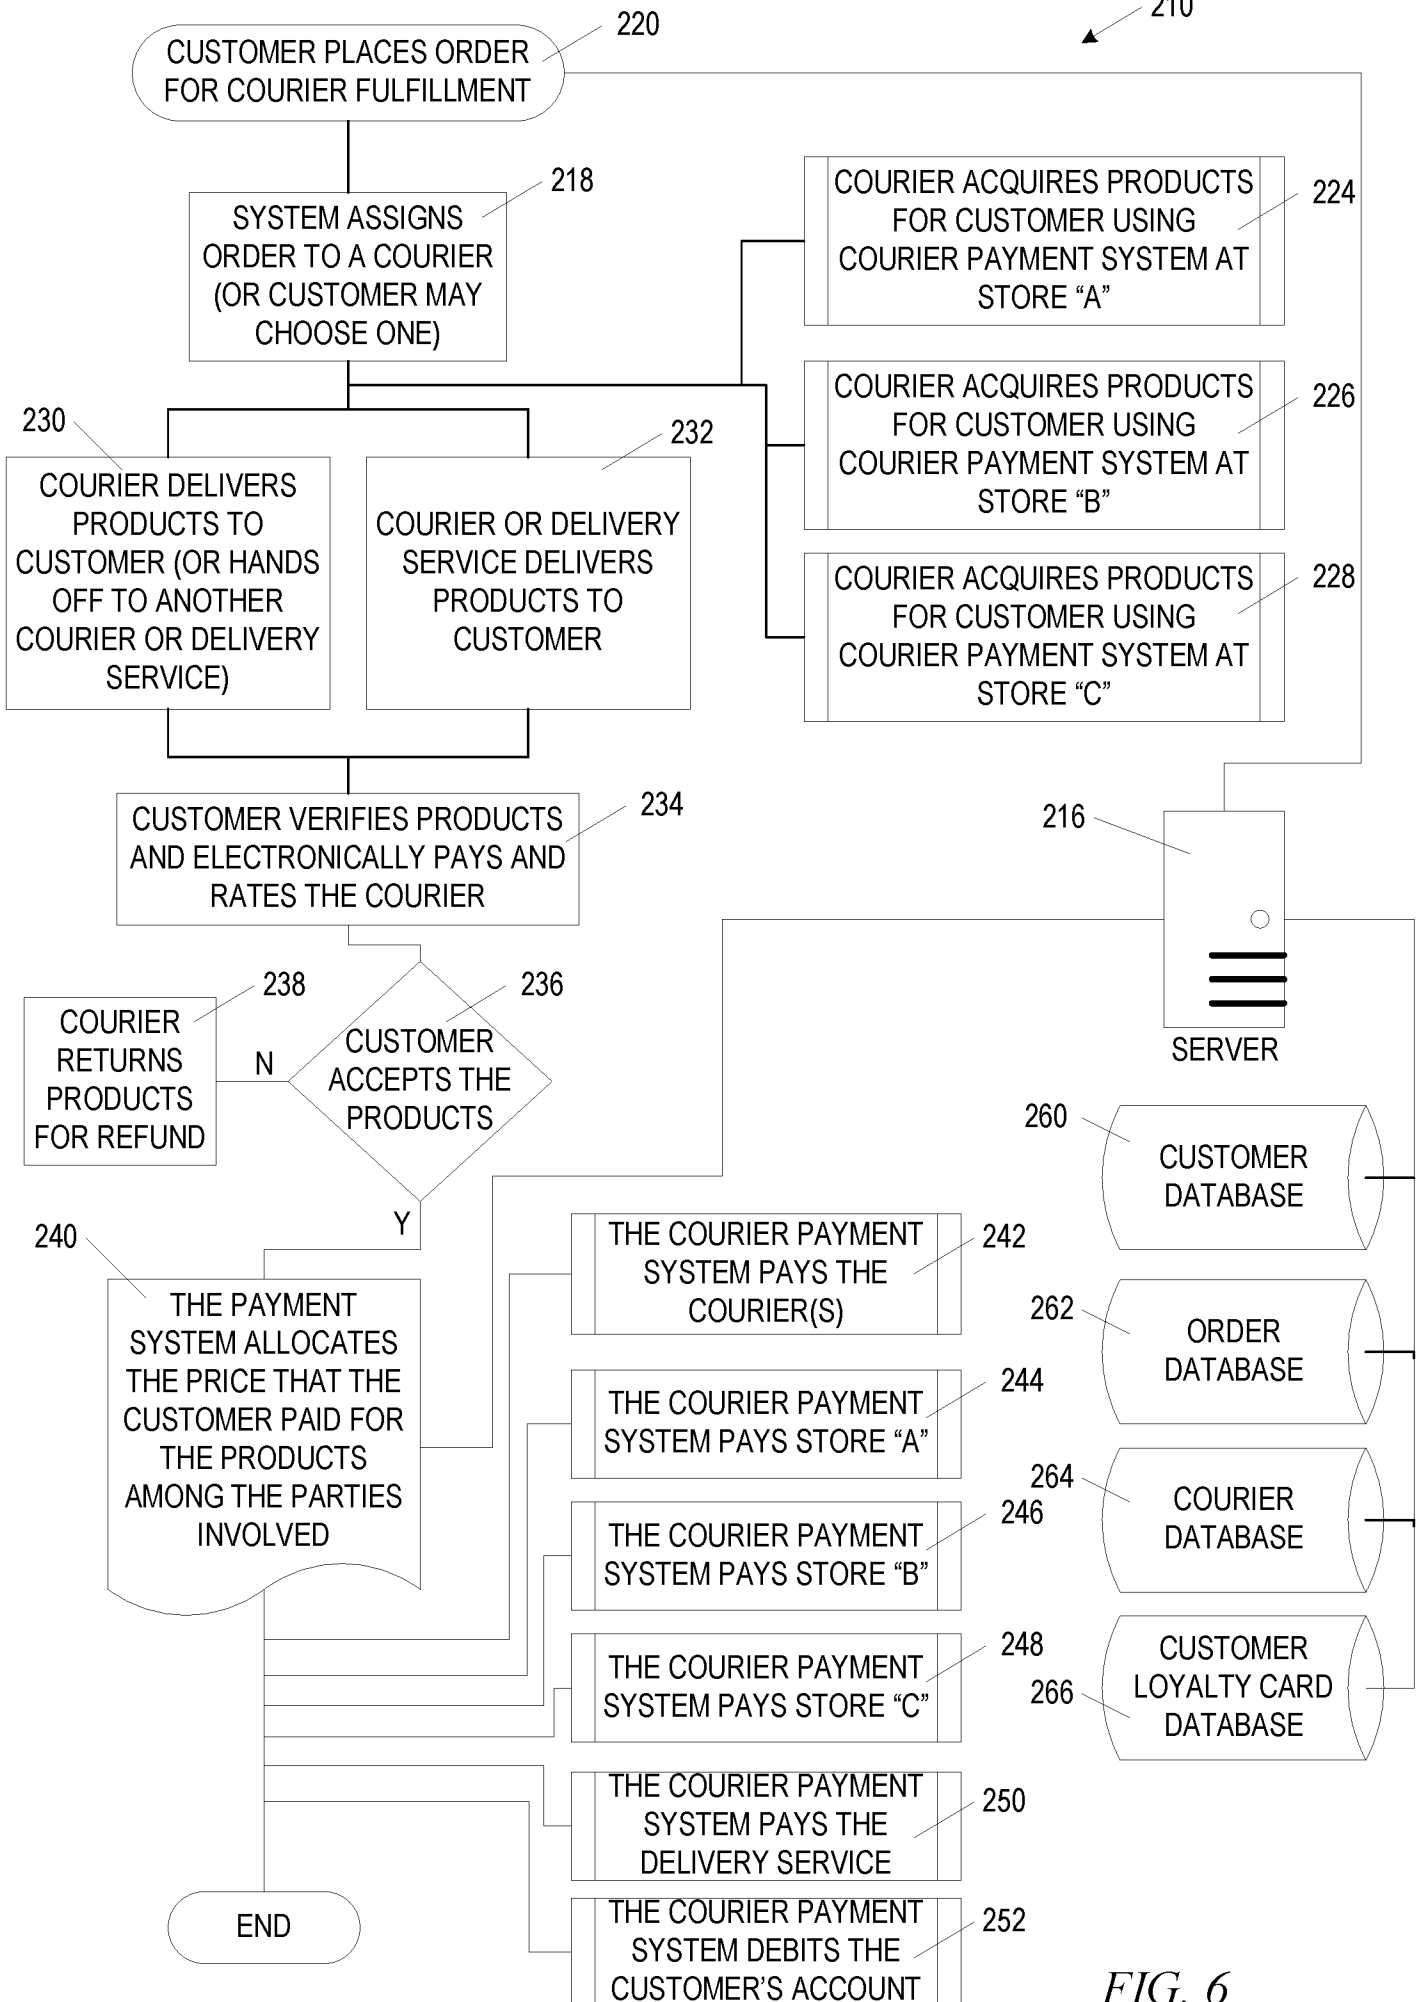 210
220
CUSTOMER PLACES ORDER
FOR COURIER FULFILLMENT
218
SYSTEM ASSIGNS
ORDER TO A COURIER
(OR CUSTOMER MAY
CHOOSE ONE)
224
COURIER ACQUIRES PRODUCTS
FOR CUSTOMER USING
COURIER PAYMENT SYSTEM AT
STORE “A”
226
COURIER ACQUIRES PRODUCTS
FOR CUSTOMER USING
COURIER PAYMENT SYSTEM AT
STORE “B”
228
COURIER ACQUIRES PRODUCTS
FOR CUSTOMER USING
COURIER PAYMENT SYSTEM AT
STORE “C”
230
COURIER DELIVERS
PRODUCTS TO
CUSTOMER (OR HANDS
OFF TO ANOTHER
COURIER OR DELIVERY
SERVICE)
232
COURIER OR DELIVERY
SERVICE DELIVERS
PRODUCTS TO
CUSTOMER
234
CUSTOMER VERIFIES PRODUCTS
AND ELECTRONICALLY PAYS AND
RATES THE COURIER
216
SERVER
236
CUSTOMER
ACCEPTS THE
PRODUCTS
N
Y
238
COURIER
RETURNS
PRODUCTS
FOR REFUND
240
THE PAYMENT
SYSTEM ALLOCATES
THE PRICE THAT THE
CUSTOMER PAID FOR
THE PRODUCTS
AMONG THE PARTIES
INVOLVED
242
THE COURIER PAYMENT
SYSTEM PAYS THE
COURIER(S)
244
THE COURIER PAYMENT
SYSTEM PAYS STORE “A”
246
THE COURIER PAYMENT
SYSTEM PAYS STORE “B”
248
THE COURIER PAYMENT
SYSTEM PAYS STORE “C”
250
THE COURIER PAYMENT
SYSTEM PAYS THE
DELIVERY SERVICE
252
THE COURIER PAYMENT
SYSTEM DEBITS THE
CUSTOMER’S ACCOUNT
260
CUSTOMER
DATABASE
262
ORDER
DATABASE
264
COURIER
DATABASE
266
CUSTOMER
LOYALTY CARD
DATABASE
END
FIG. 6